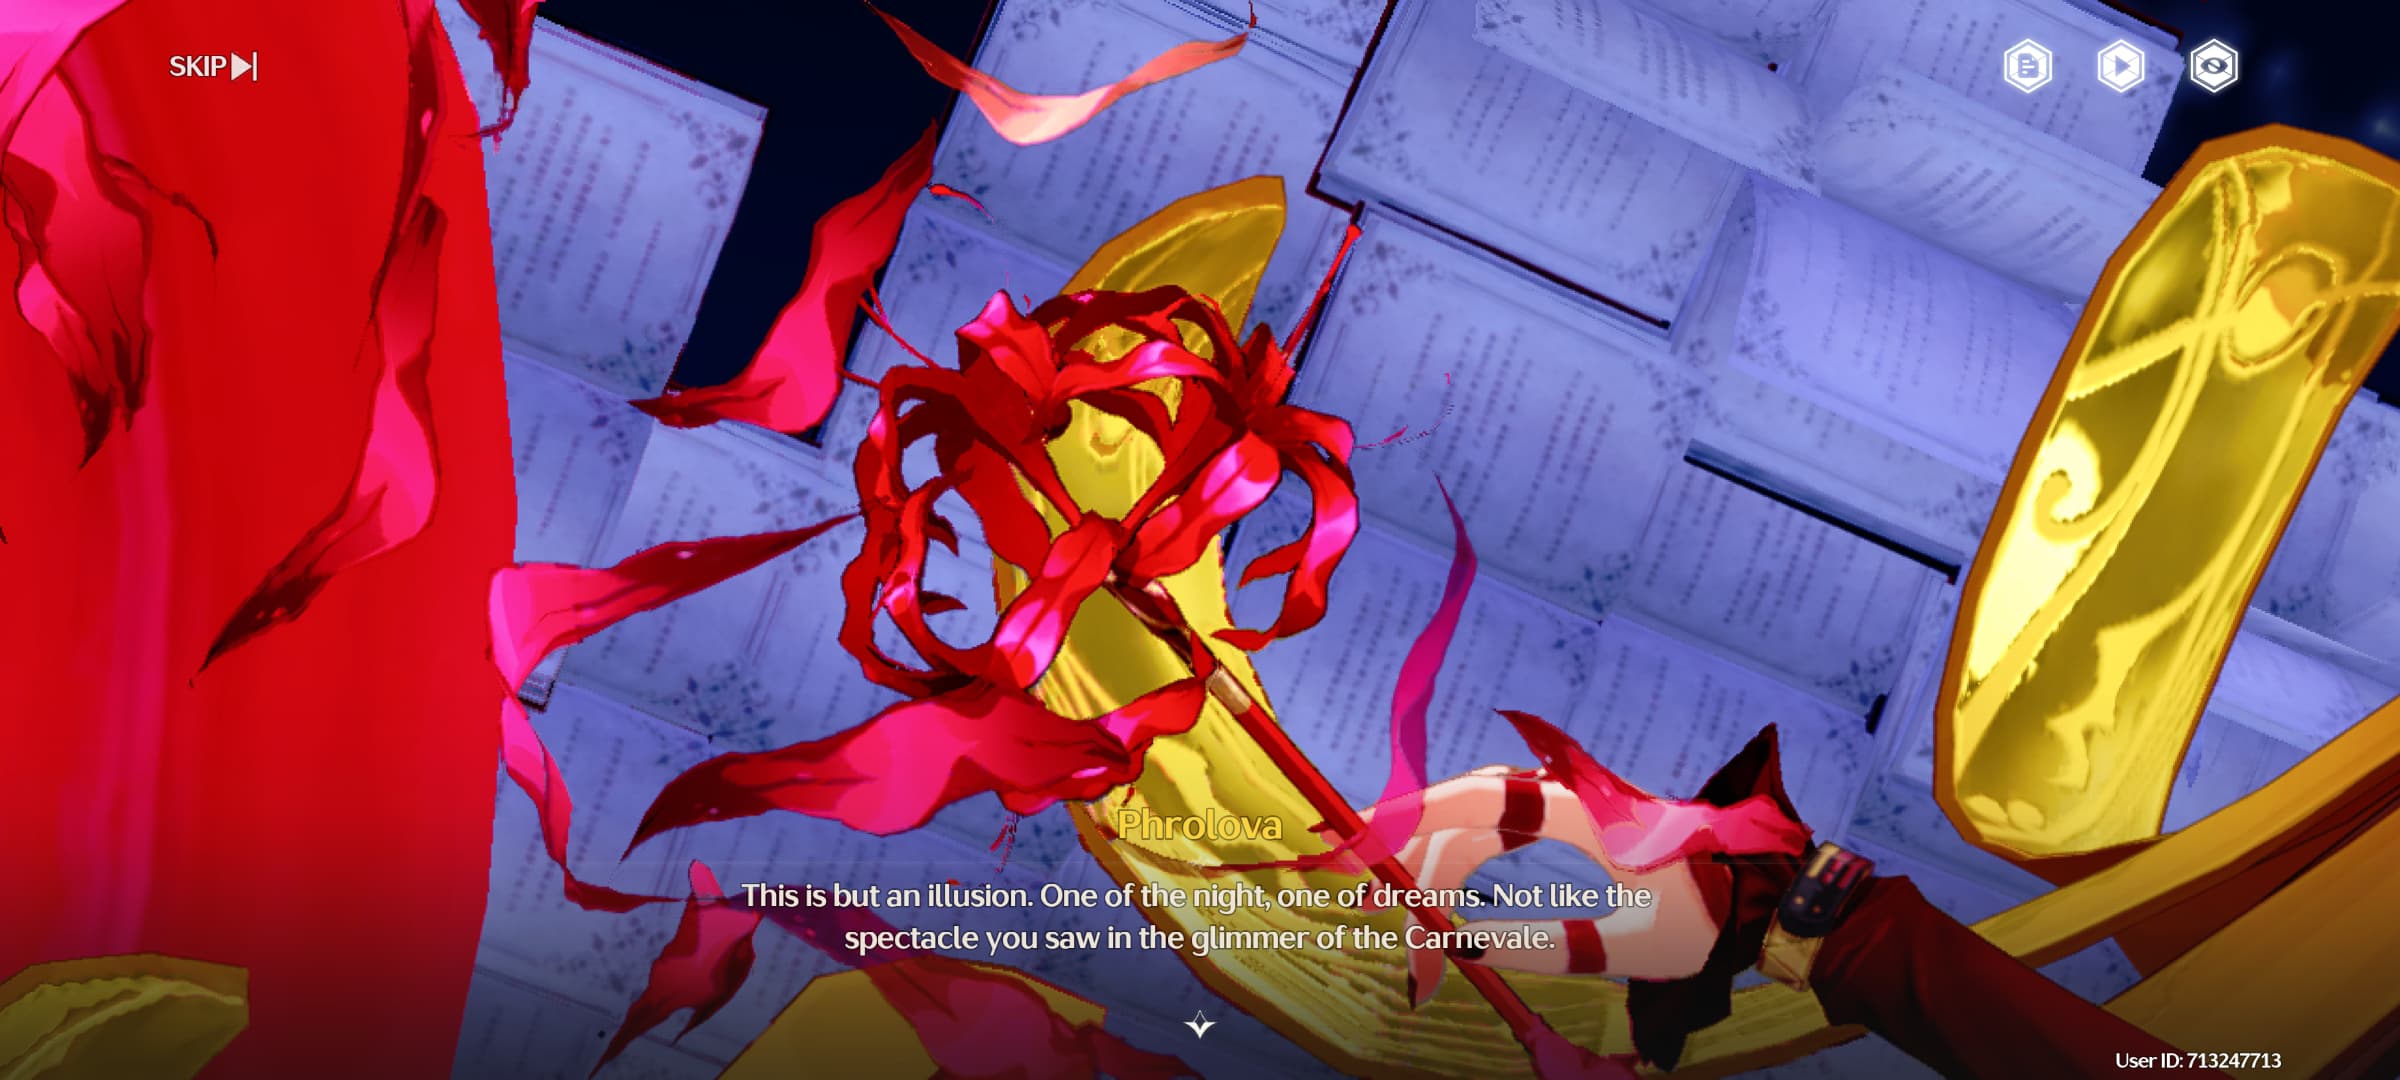 SKIP
Phrolova
This is but an illusion. One of the night, one of dreams. Not like the
spectacle you saw in the glimmer of the Carnevale.
User ID: 713247713